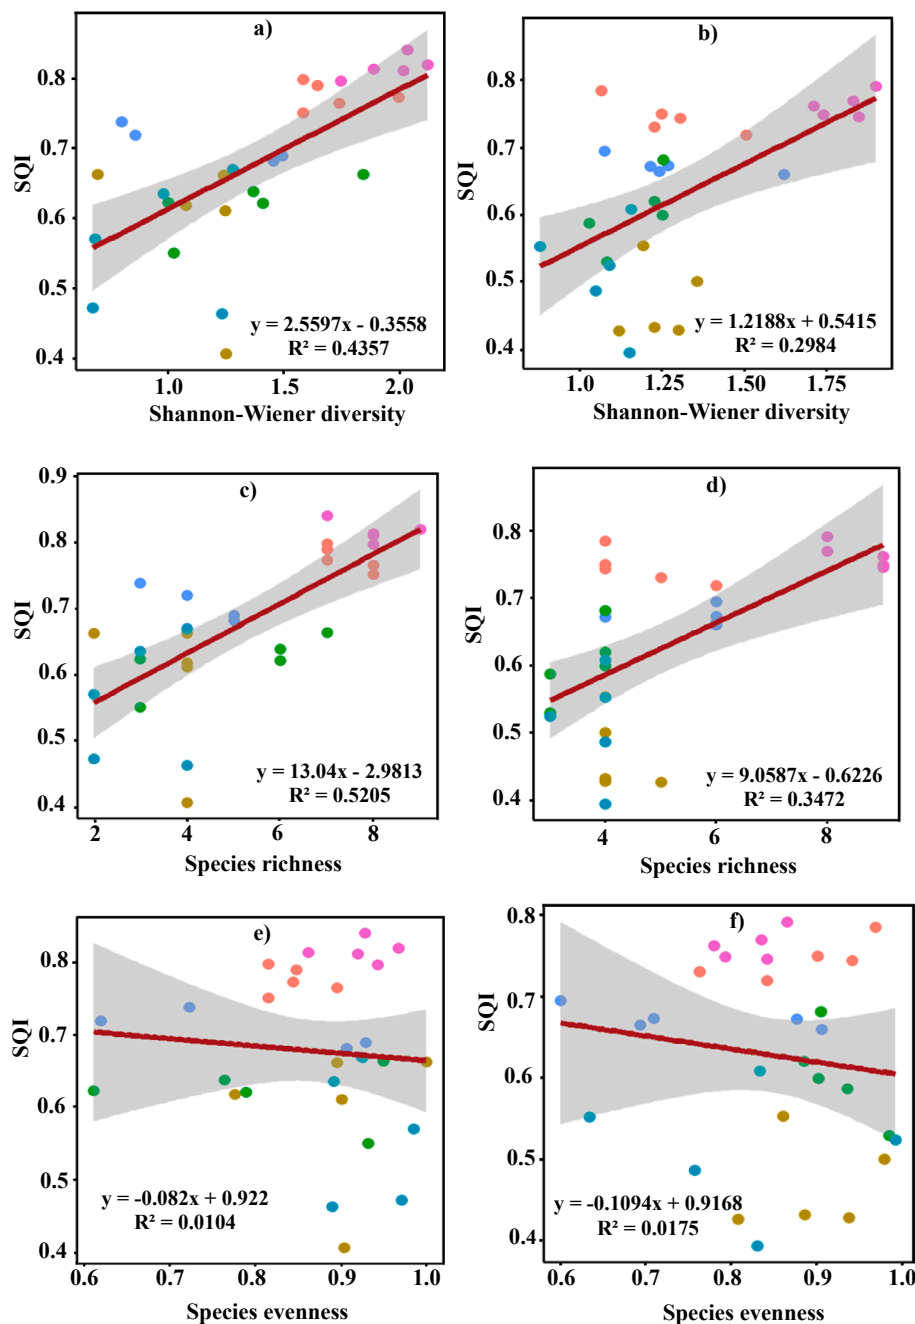 a)
SQI
0.8
0.7
0.6
0.5
0.4
y = 2.5597x - 0.3558
R² = 0.4357
1.0 1.5 2.0
Shannon-Wiener diversity
b)
SQI
0.8
0.7
0.6
0.5
0.4
y = 1.2188x + 0.5415
R² = 0.2984
1.0 1.25 1.50 1.75
Shannon-Wiener diversity
c)
SQI
0.9
0.8
0.7
0.6
0.5
0.4
y = 13.04x - 2.9813
R² = 0.5205
2 4 6 8
Species richness
d)
SQI
0.8
0.7
0.6
0.5
0.4
y = 9.0587x - 0.6226
R² = 0.3472
4 6 8
Species richness
e)
SQI
0.8
0.7
0.6
0.5
0.4
y = -0.082x + 0.922
R² = 0.0104
0.6 0.7 0.8 0.9 1.0
Species evenness
f)
SQI
0.8
0.7
0.6
0.5
0.4
y = -0.1094x + 0.9168
R² = 0.0175
0.6 0.7 0.8 0.9 1.0
Species evenness